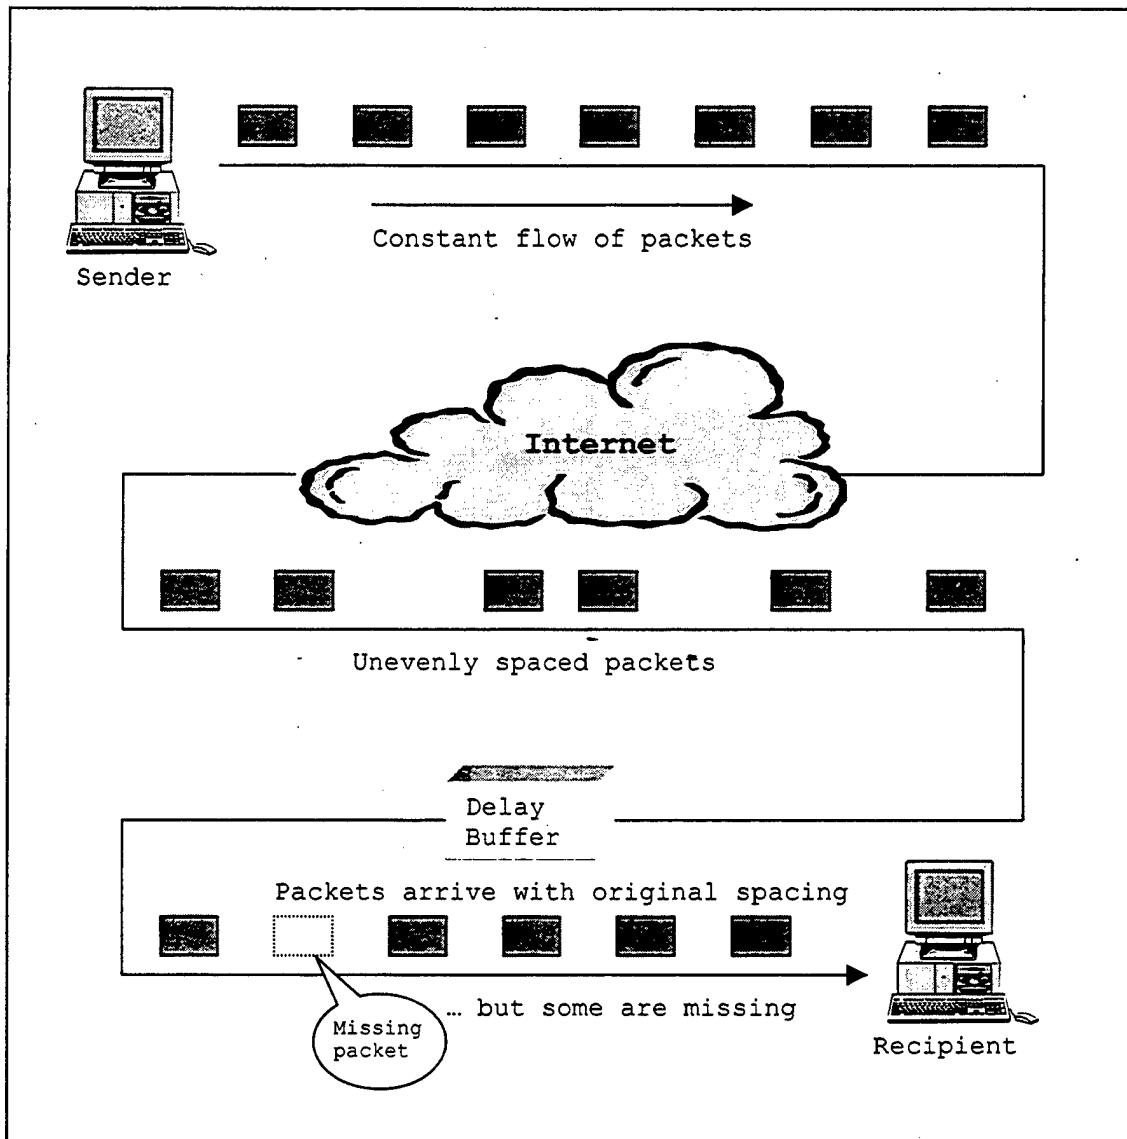 Constant flow of packets
Sender
Internet
Unevenly spaced packets
Delay
Buffer
Packets arrive with original spacing
… but some are missing
Missing
packet
Recipient